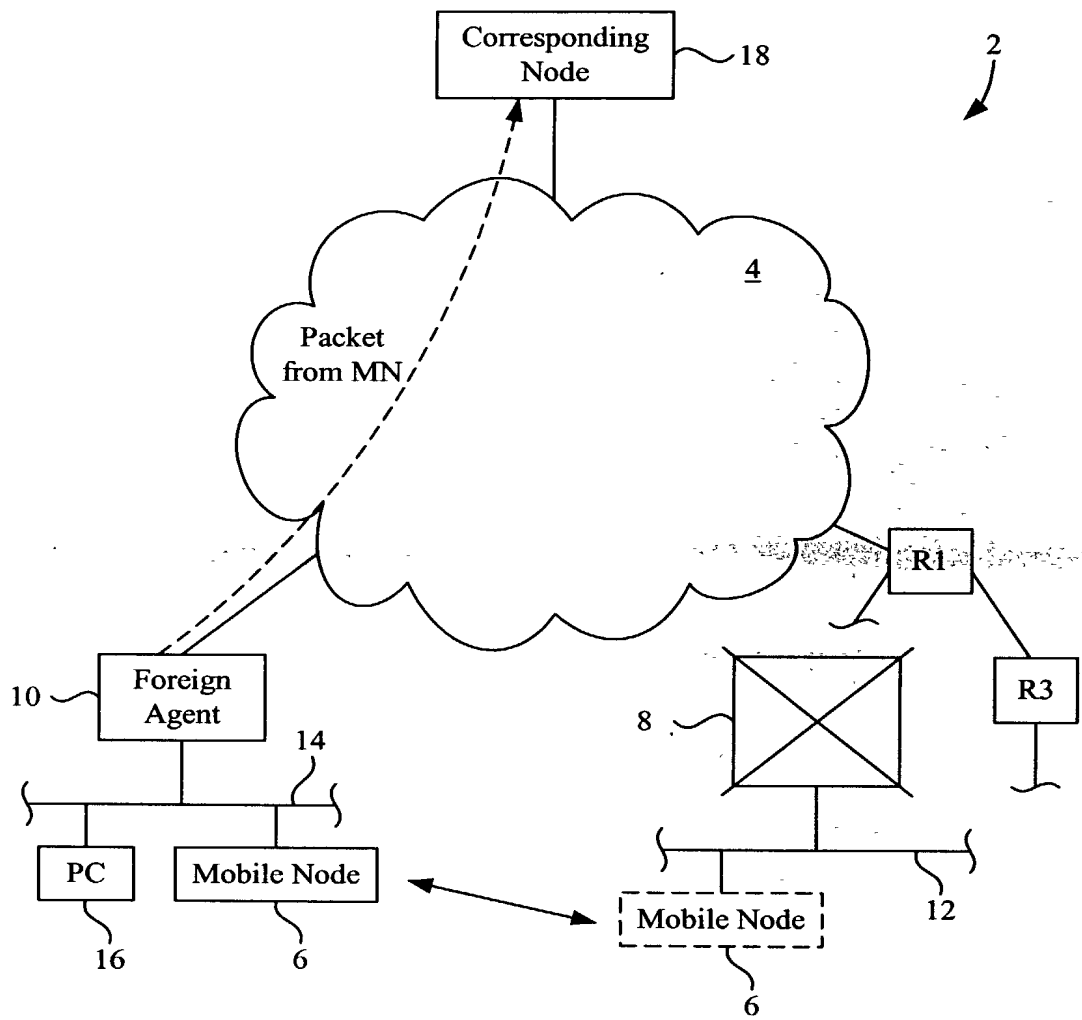 Corresponding
Node
18
2
4
Packet
from MN
R1
R3
10
Foreign
Agent
8
14
PC
Mobile Node
16
6
12
Mobile Node
6